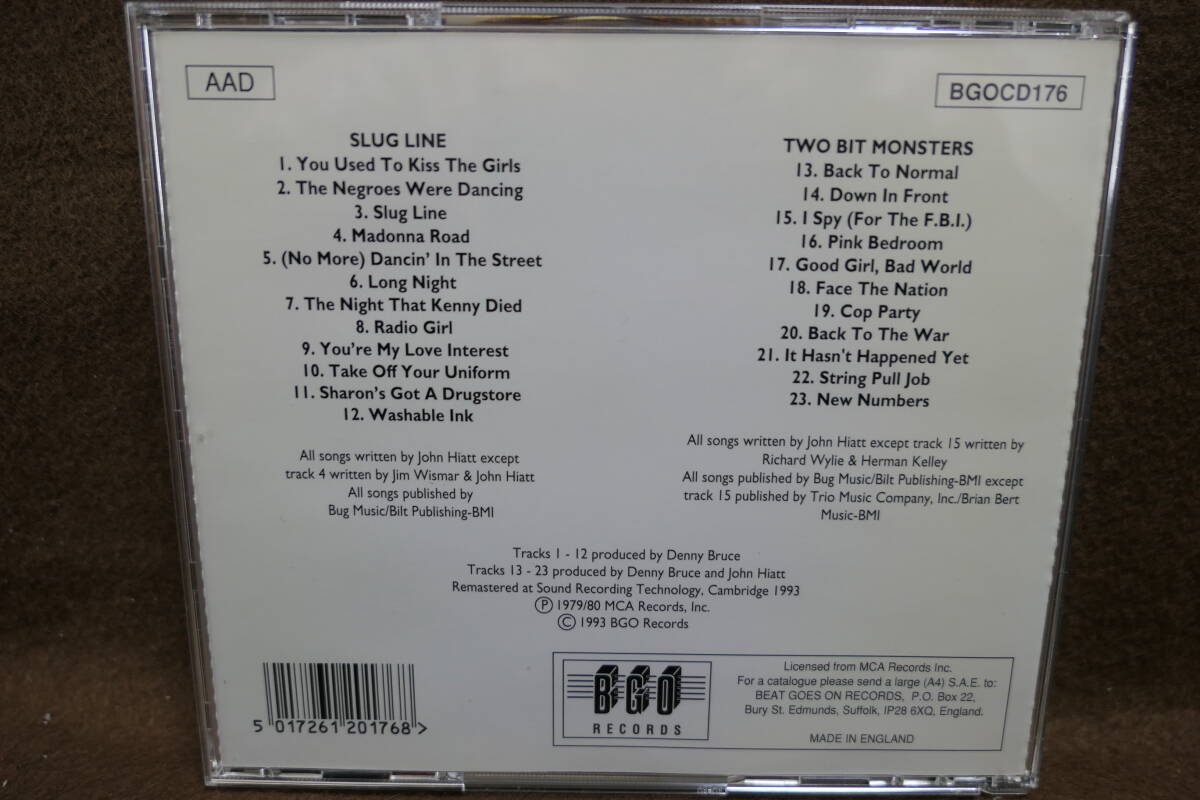 AAD
BGOCD176
SLUG LINE
1. You Used To Kiss The Girls
2. The Negroes Were Dancing
3. Slug Line
4. Madonna Road
5. (No More) Dancin' In The Street
6. Long Night
7. The Night That Kenny Died
8. Radio Girl
9. You're My Love Interest
10. Take Off Your Uniform
11. Sharon's Got A Drugstore
12. Washable Ink
All songs written by John Hiatt except
track 4 written by Jim Wismar & John Hiatt
All songs published by
Bug Music/Bilt Publishing-BMI
TWO BIT MONSTERS
13. Back To Normal
14. Down In Front
15. I Spy (For The F.B.I.)
16. Pink Bedroom
17. Good Girl, Bad World
18. Face The Nation
19. Cop Party
20. Back To The War
21. It Hasn't Happened Yet
22. String Pull Job
23. New Numbers
All songs written by John Hiatt except track 15 written by
Richard Wylie & Herman Kelley
All songs published by Bug Music/Bilt Publishing-BMI except
track 15 published by Trio Music Company, Inc./Brian Bert
Music-BMI
Tracks 1 - 12 produced by Denny Bruce
Tracks 13 - 23 produced by Denny Bruce and John Hiatt
Remastered at Sound Recording Technology, Cambridge 1993
Ⓟ 1979/80 MCA Records, Inc.
© 1993 BGO Records
5 017261 201768 >
BGO
RECORDS
Licensed from MCA Records Inc.
For a catalogue please send a large (A4) S.A.E. to:
BEAT GOES ON RECORDS, P.O. Box 22,
Bury St. Edmunds, Suffolk, IP28 6XQ, England.
MADE IN ENGLAND